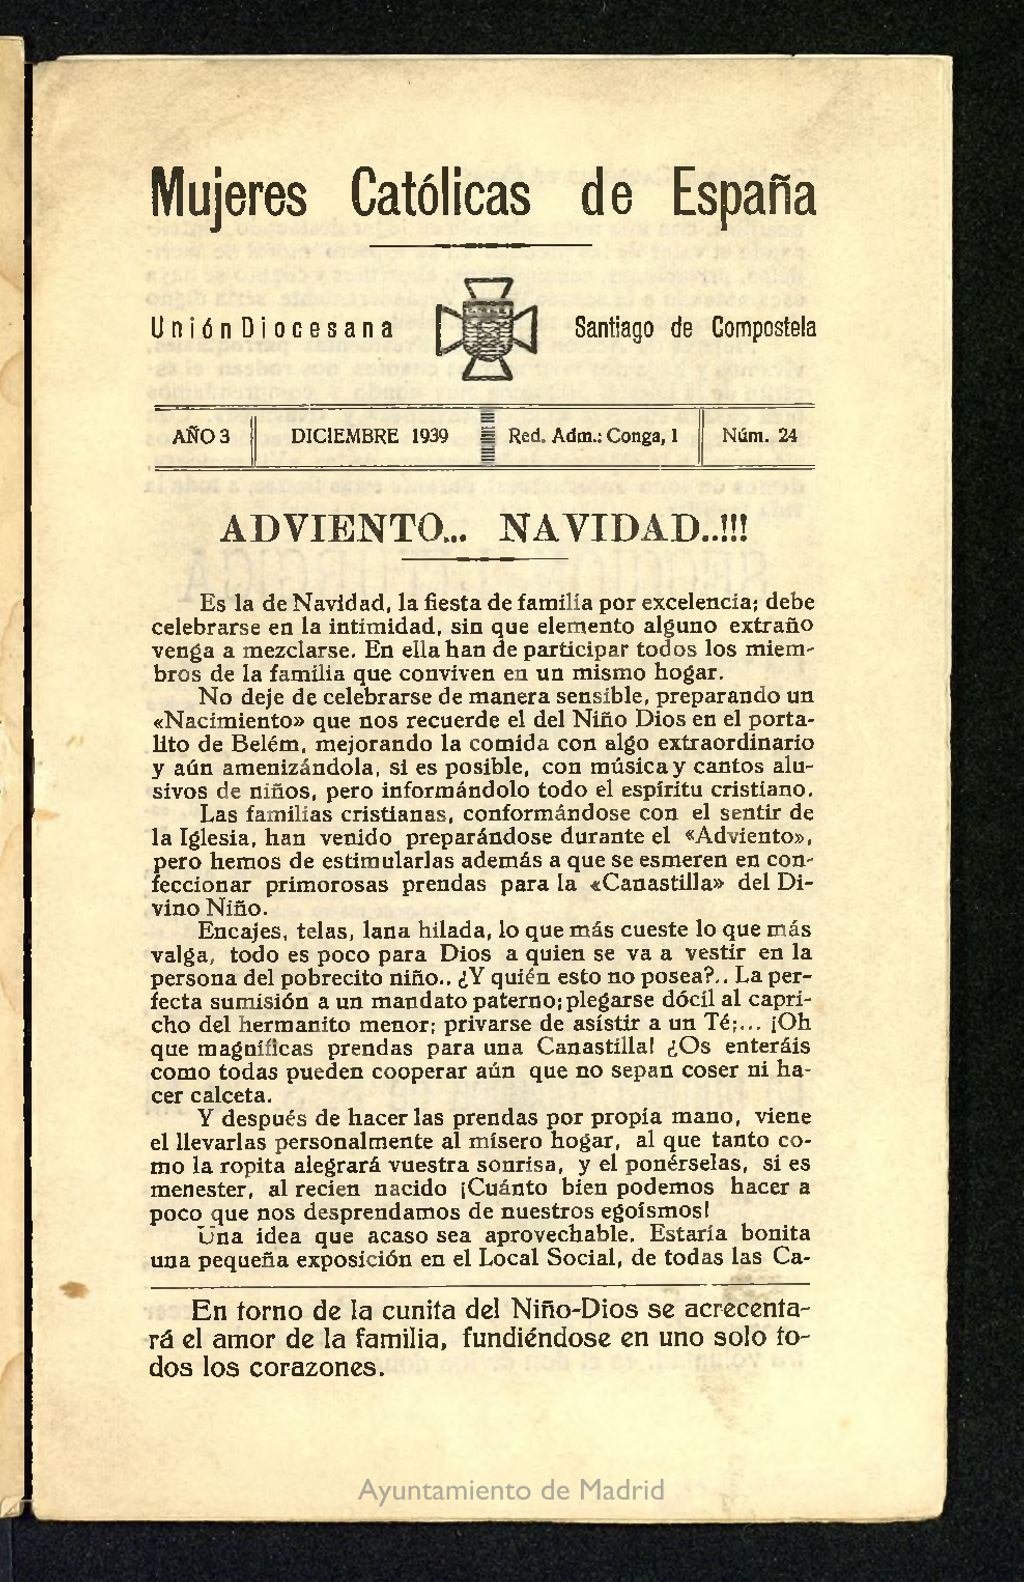 Mujeres Católicas de España
Unión Diocesana
Santiago de Compostela
AÑO 3
DICIEMBRE 1939
Red. Adm.: Conga, 1
Núm. 24
ADVIENTO... NAVIDAD..!!!
Es la de Navidad, la fiesta de familia por excelencia; debe
celebrarse en la intimidad, sin que elemento alguno extraño
venga a mezclarse. En ella han de participar todos los miem-
bros de la familia que conviven en un mismo hogar.
No deje de celebrarse de manera sensible, preparando un
«Nacimiento» que nos recuerde el del Niño Dios en el porta-
lito de Belém, mejorando la comida con algo extraordinario
y aún amenizándola, si es posible, con música y cantos alu-
sivos de niños, pero informándolo todo el espíritu cristiano.
Las familias cristianas, conformándose con el sentir de
la Iglesia, han venido preparándose durante el «Adviento»,
pero hemos de estimularlas además a que se esmeren en con-
feccionar primorosas prendas para la «Canastilla» del Di-
vino Niño.
Encajes, telas, lana hilada, lo que más cueste lo que más
valga, todo es poco para Dios a quien se va a vestir en la
persona del pobrecito niño.. ¿Y quién esto no posea?.. La per-
fecta sumisión a un mandato paterno; plegarse dócil al capri-
cho del hermanito menor; privarse de asistir a un Té;... ¡Oh
que magníficas prendas para una Canastilla! ¿Os enteráis
como todas pueden cooperar aún que no sepan coser ni ha-
cer calceta.
Y después de hacer las prendas por propia mano, viene
el llevarlas personalmente al mísero hogar, al que tanto co-
mo la ropita alegrará vuestra sonrisa, y el ponérselas, si es
menester, al recien nacido ¡Cuánto bien podemos hacer a
poco que nos desprendamos de nuestros egoísmos!
Una idea que acaso sea aprovechable. Estaría bonita
una pequeña exposición en el Local Social, de todas las Ca-
En torno de la cunita del Niño-Dios se acrecenta-
rá el amor de la familia, fundiéndose en uno solo to-
dos los corazones.
Ayuntamiento de Madrid